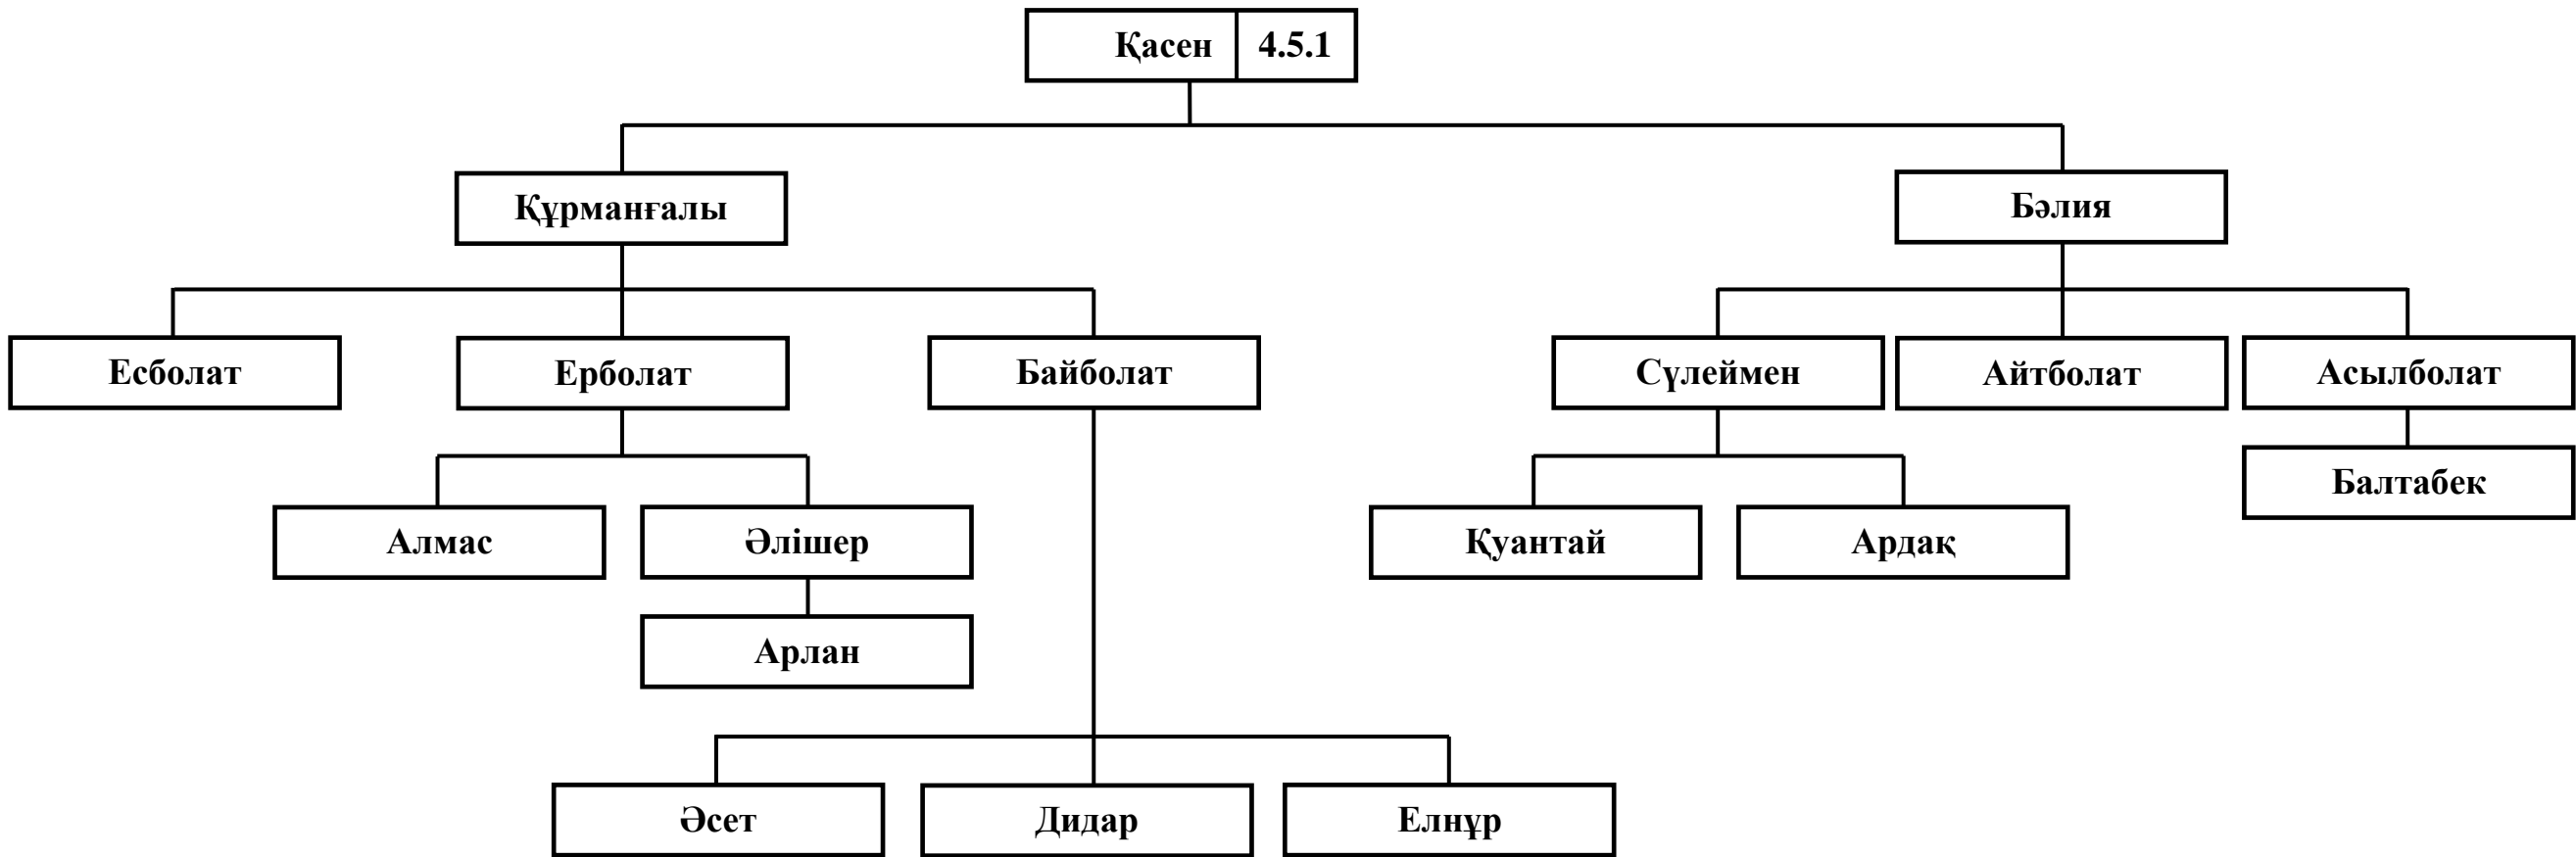 Қасен 4.5.1
Құрманғалы Бәлия
Есболат Ерболат Байболат Сүлеймен Айтболат Асылболат
Балтабек
Алмас Әлішер Қуантай Ардақ
Арлан
Әсет Дидар Елнұр